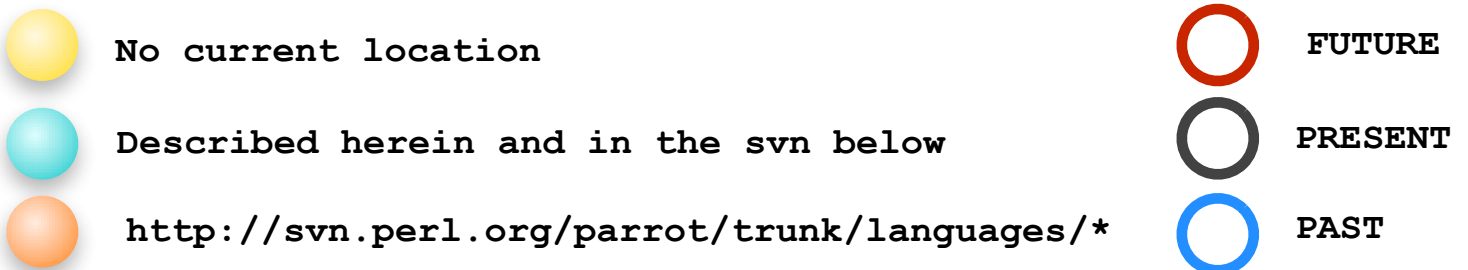 No current location
FUTURE
Described herein and in the svn below
PRESENT
http://svn.perl.org/parrot/trunk/languages/*
PAST